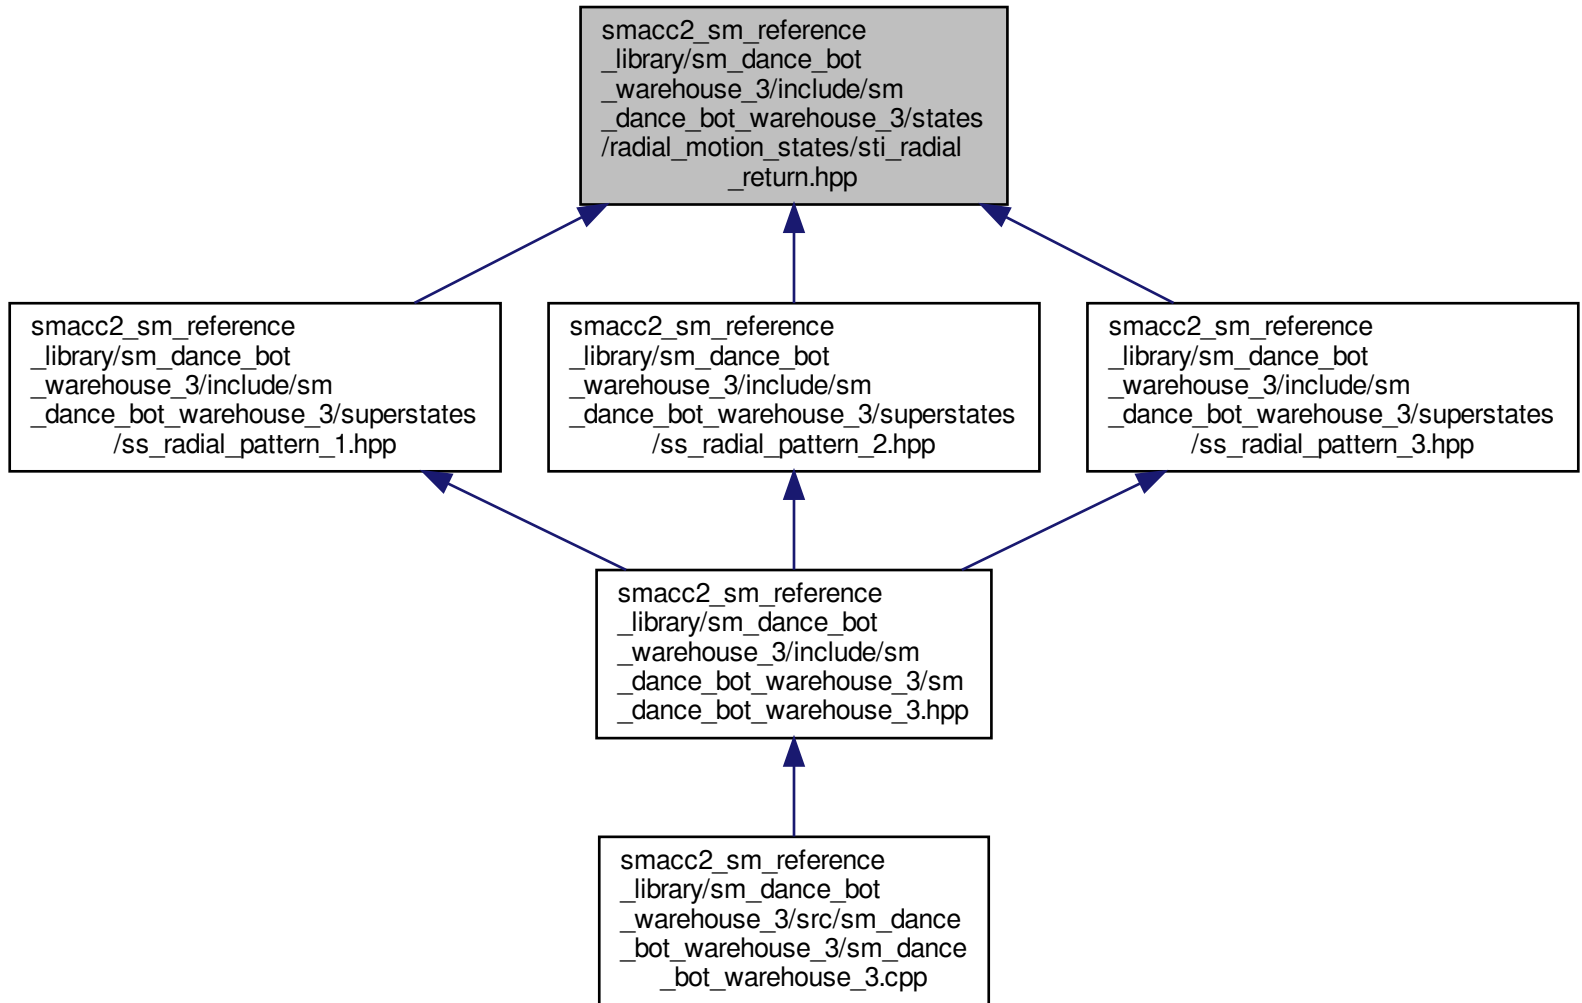 smacc2_sm_reference
_library/sm_dance_bot
_warehouse_3/include/sm
_dance_bot_warehouse_3/states
/radial_motion_states/sti_radial
_return.hpp
smacc2_sm_reference
_library/sm_dance_bot
_warehouse_3/include/sm
_dance_bot_warehouse_3/superstates
/ss_radial_pattern_1.hpp
smacc2_sm_reference
_library/sm_dance_bot
_warehouse_3/include/sm
_dance_bot_warehouse_3/superstates
/ss_radial_pattern_2.hpp
smacc2_sm_reference
_library/sm_dance_bot
_warehouse_3/include/sm
_dance_bot_warehouse_3/superstates
/ss_radial_pattern_3.hpp
smacc2_sm_reference
_library/sm_dance_bot
_warehouse_3/include/sm
_dance_bot_warehouse_3/sm
_dance_bot_warehouse_3.hpp
smacc2_sm_reference
_library/sm_dance_bot
_warehouse_3/src/sm_dance
_bot_warehouse_3/sm_dance
_bot_warehouse_3.cpp